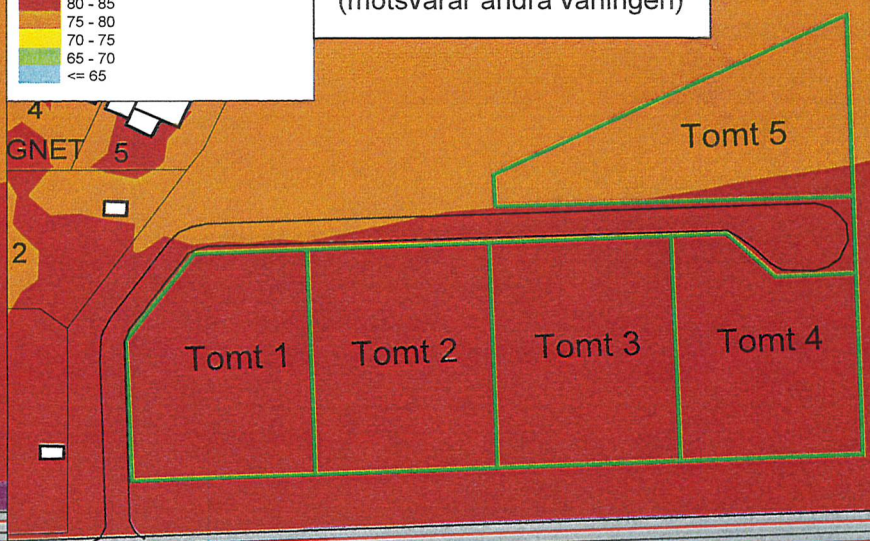 80 - 85
75 - 80
70 - 75
65 - 70
<= 65
(motsvarar andra våningen)
4
GNET
5
2
Tomt 5
Tomt 1
Tomt 2
Tomt 3
Tomt 4